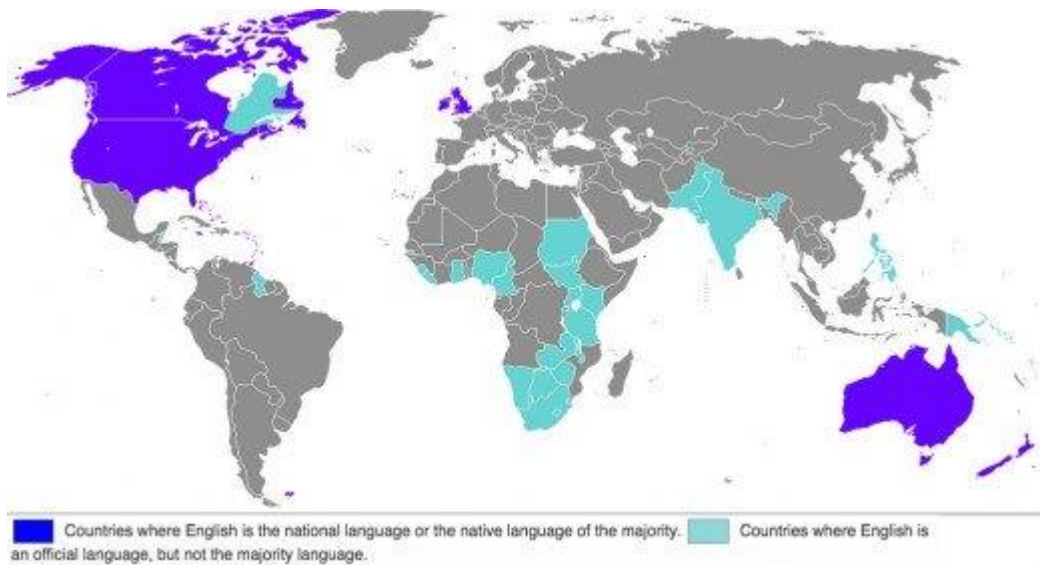 Countries where English is the national language or the native language of the majority. Countries where English is
an official language, but not the majority language.